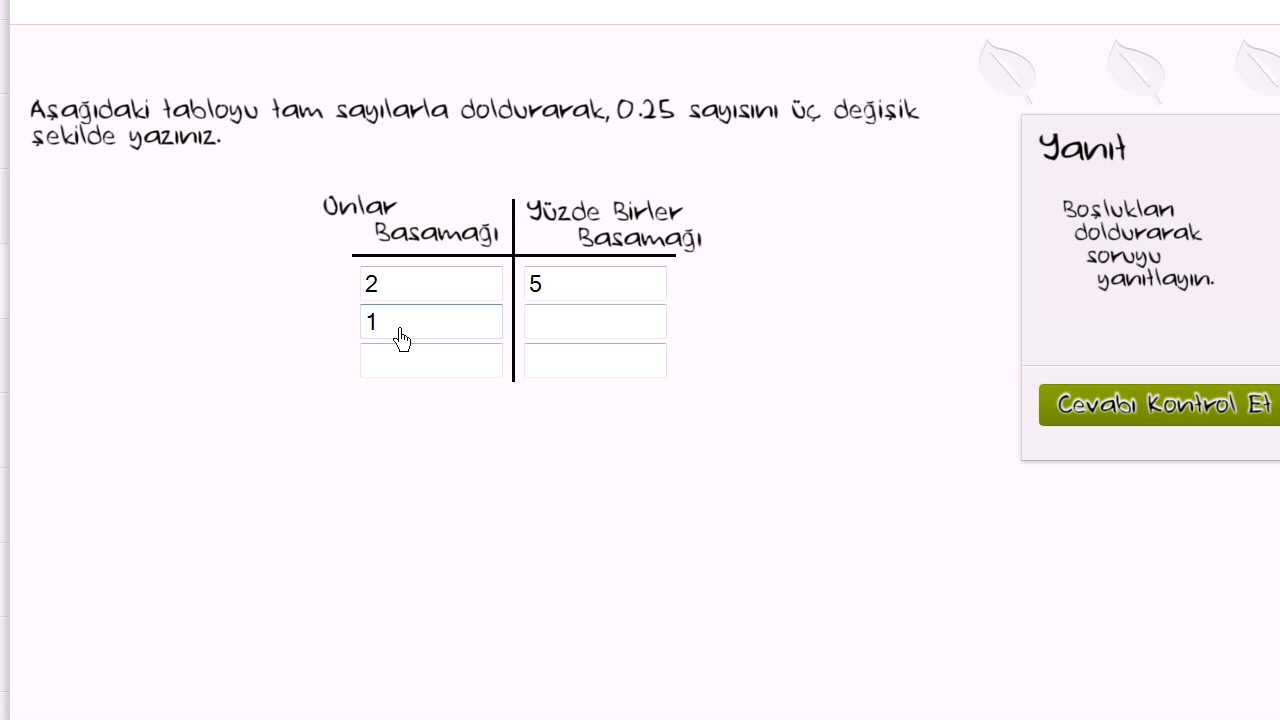 Aşağıdaki tabloyu tam sayılarla doldurarak, 0.25 sayısını üç değişik
şekilde yazınız.
Onlar
Basamağı
Yüzde Birler
Basamağı
2
5
1
Yanıt
Boşlukları
doldurarak
soruyu
yanıtlayın.
Cevabı Kontrol Et